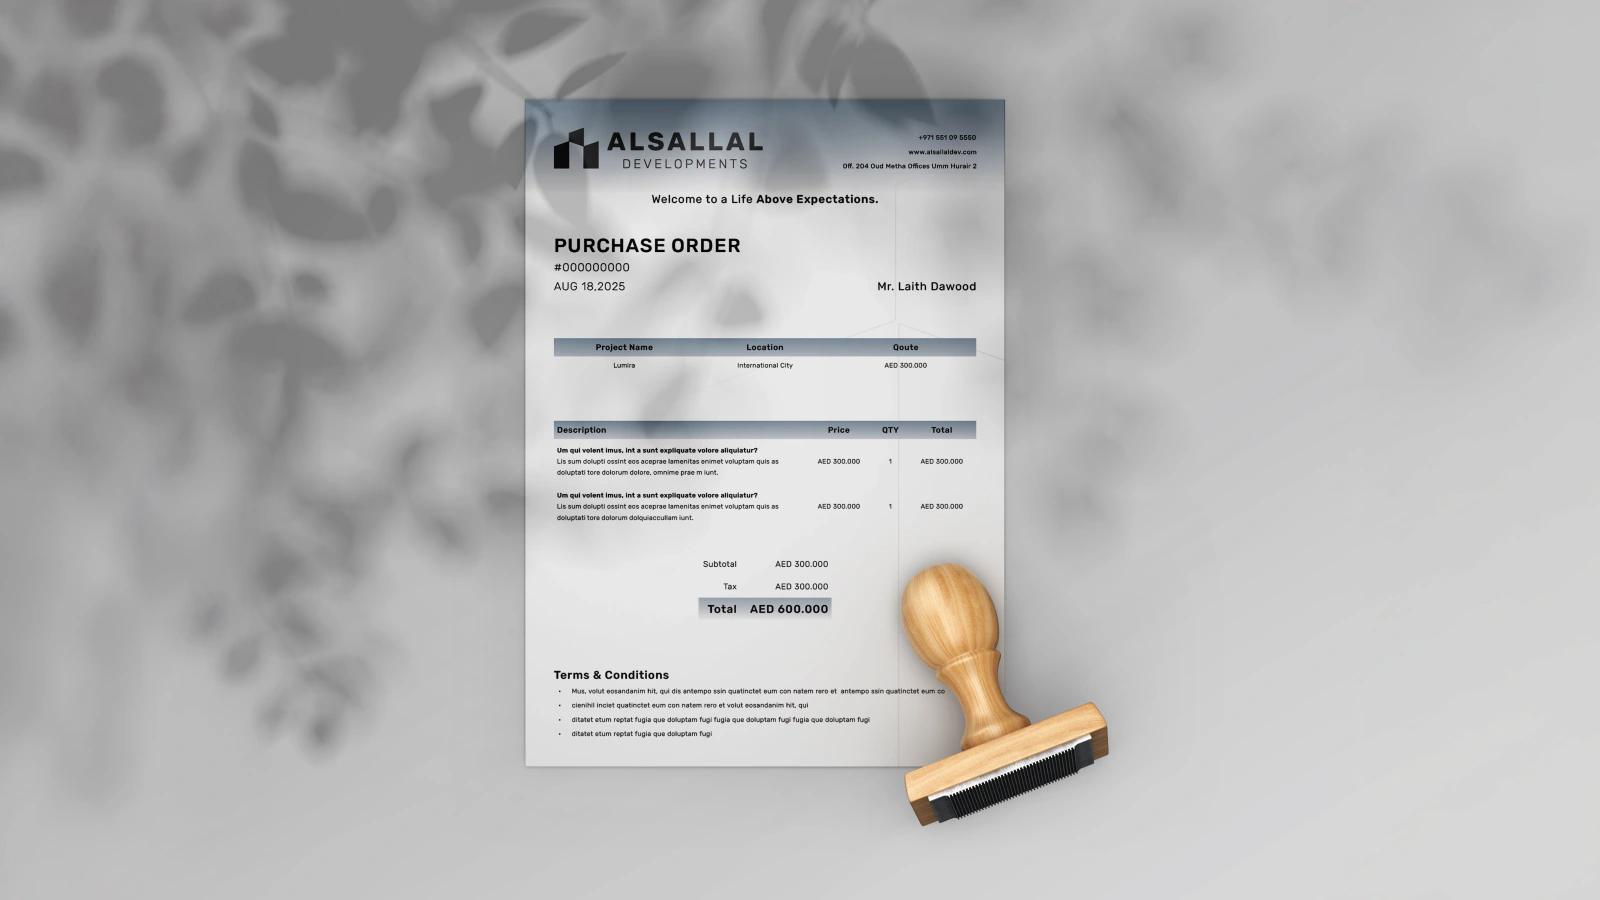 ALSALLAL
DEVELOPMENTS
+971 551 09 5550
www.alsallaldev.com
Off. 204 Oud Metha Offices Umm Hurair 2
Welcome to a Life Above Expectations.
PURCHASE ORDER
#000000000
AUG 18,2025
Mr. Laith Dawood
Project Name Location Qoute
Lumira International City AED 300.000
Description Price QTY Total
Um qui volent imus, int a sunt expliquate volore aliquiatur?
Lis sum dolupti ossint eos aceprae lamenitas enimet voluptam quis as AED 300.000 1 AED 300.000
doluptati tore dolorum dolore, omnime prae m iunt.
Um qui volent imus, int a sunt expliquate volore aliquiatur?
Lis sum dolupti ossint eos aceprae lamenitas enimet voluptam quis as AED 300.000 1 AED 300.000
doluptati tore dolorum dolquiaccullam iunt.
Subtotal AED 300.000
Tax AED 300.000
Total AED 600.000
Terms & Conditions
• Mus, volut eosandanim hit, qui dis antempo ssin quatinctet eum con natem rero et antempo ssin quatinctet eum co
• cienihil inciet quatinctet eum con natem rero et volut eosandanim hit, qui
• ditatet etum reptat fugia que doluptam fugi fugia que doluptam fugi fugia que doluptam fugi
• ditatet etum reptat fugia que doluptam fugi